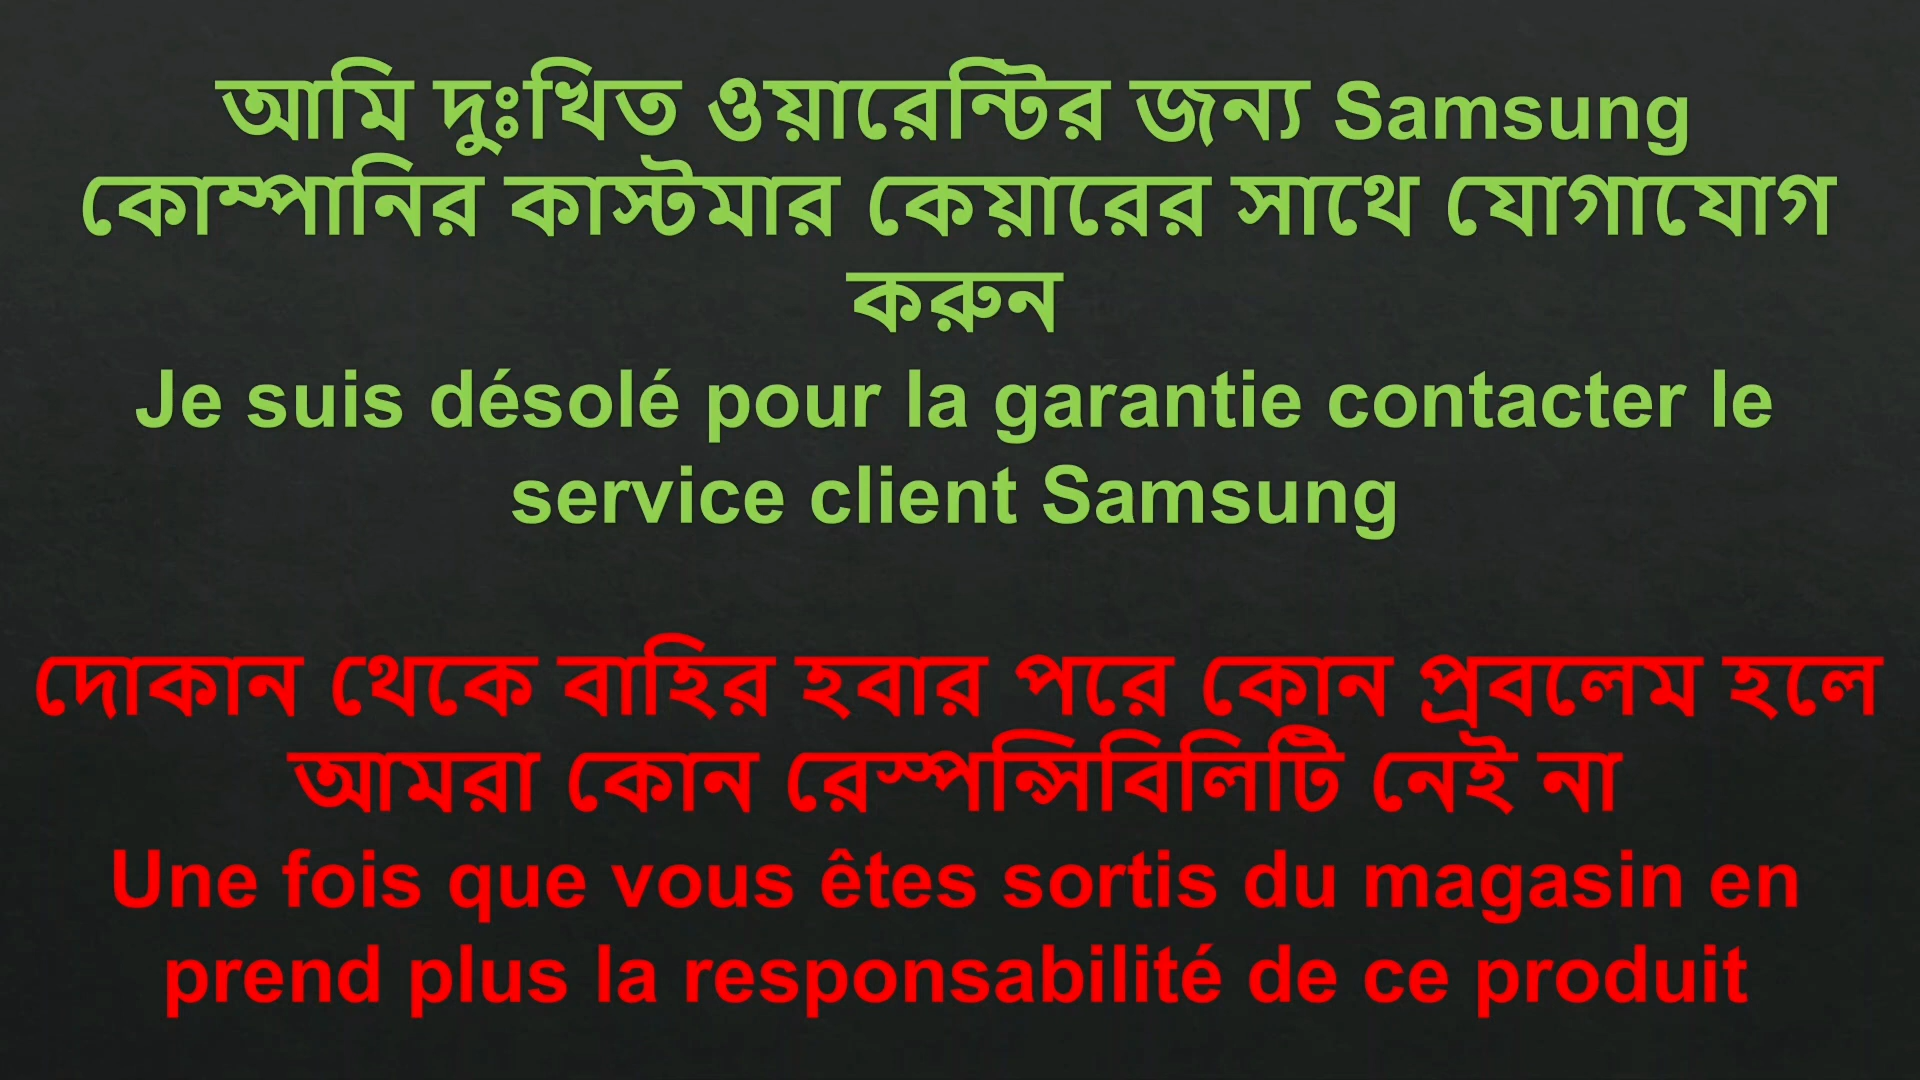 আমি দুঃখিত ওয়ারেন্টির জন্য Samsung
কোম্পানির কাস্টমার কেয়ারের সাথে যোগাযোগ
করুন
Je suis désolé pour la garantie contacter le
service client Samsung
দোকান থেকে বাহির হবার পরে কোন প্রবলেম হলে
আমরা কোন রেস্পন্সিবিলিটি নেই না
Une fois que vous êtes sortis du magasin en
prend plus la responsabilité de ce produit